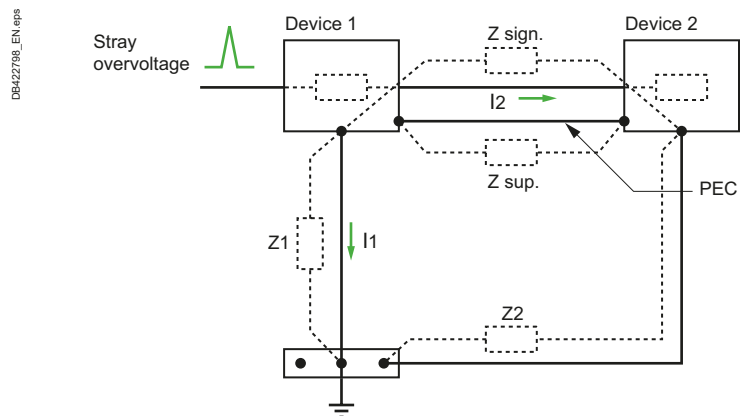 DB422798_EN.eps
Stray
overvoltage
Device 1
Z sign.
Device 2
I2
Z sup.
PEC
Z1
I1
Z2